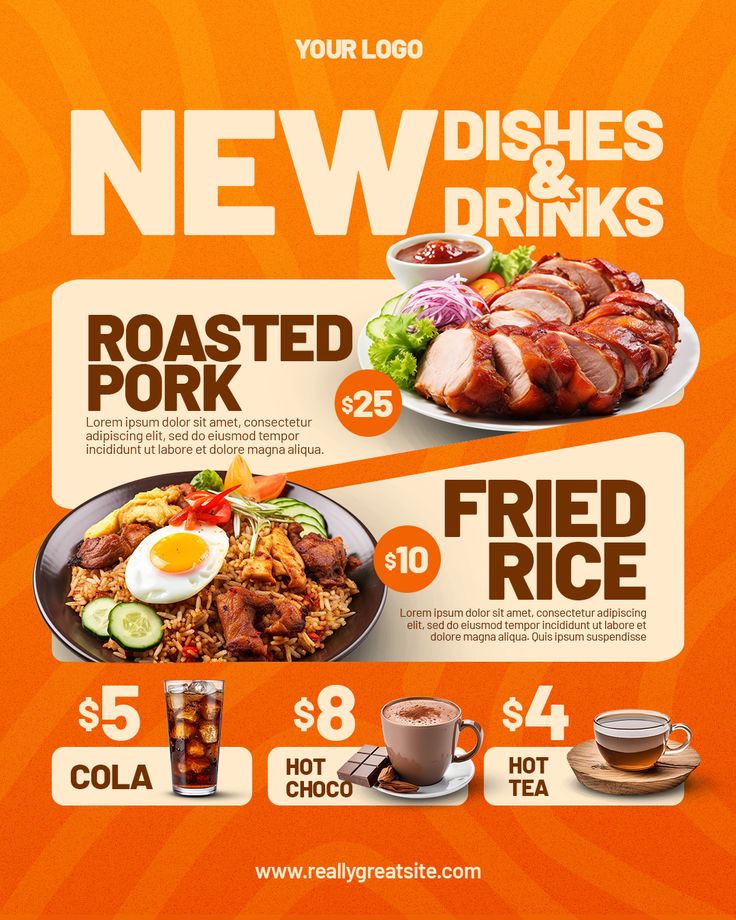 YOUR LOGO
NEW
DISHES
&
DRINKS
ROASTED
PORK
$25
Lorem ipsum dolor sit amet, consectetur
adipiscing elit, sed do eiusmod tempor
incididunt ut labore et dolore magna aliqua.
FRIED
RICE
$10
Lorem ipsum dolor sit amet, consectetur adipiscing
elit, sed do eiusmod tempor incididunt ut labore et
dolore magna aliqua. Quis ipsum suspendisse
$5
COLA
$8
HOT
CHOCO
$4
HOT
TEA
www.reallygreatsite.com